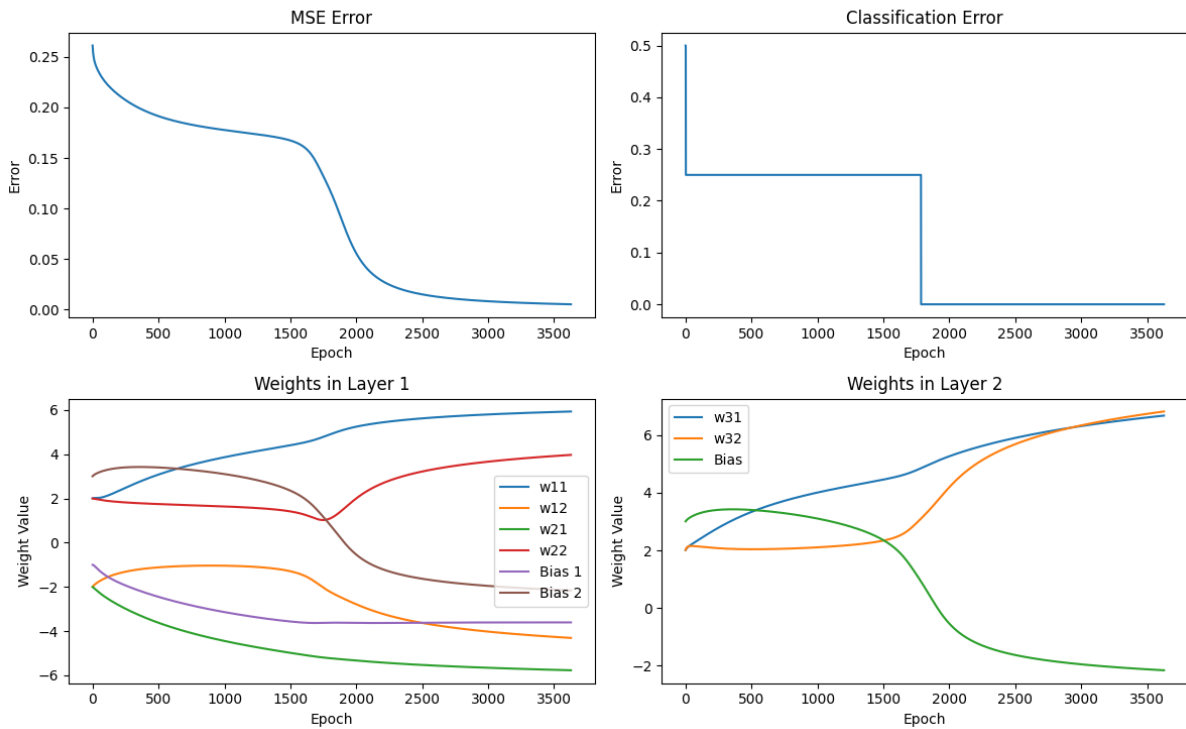 MSE Error
Error
0.25
0.20
0.15
0.10
0.05
0.00
0 500 1000 1500 2000 2500 3000 3500
Epoch
Classification Error
Error
0.5
0.4
0.3
0.2
0.1
0.0
0 500 1000 1500 2000 2500 3000 3500
Epoch
Weights in Layer 1
Weight Value
6
4
2
0
−2
−4
−6
w11
w12
w21
w22
Bias 1
Bias 2
0 500 1000 1500 2000 2500 3000 3500
Epoch
Weights in Layer 2
Weight Value
6
4
2
0
−2
w31
w32
Bias
0 500 1000 1500 2000 2500 3000 3500
Epoch